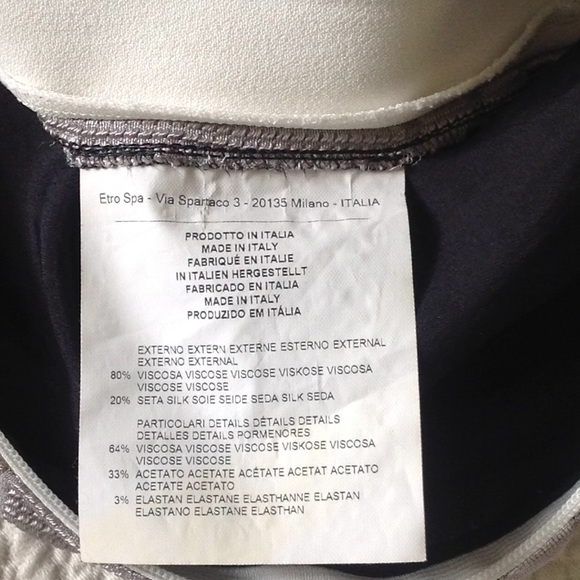 Etro Spa - Via Spartaco 3 - 20135 Milano - ITALIA
PRODOTTO IN ITALIA
MADE IN ITALY
FABRIQUÉ EN ITALIE
IN ITALIEN HERGESTELLT
FABRICADO EN ITALIA
MADE IN ITALY
PRODUZIDO EM ITÁLIA
EXTERNO EXTERN EXTERNE ESTERNO EXTERNAL
EXTERNO EXTERNAL
80% VISCOSA VISCOSE VISCOSE VISKOSE VISCOSA
VISCOSE VISCOSE
20% SETA SILK SOIE SEIDE SEDA SILK SEDA
PARTICOLARI DETAILS DÉTAILS DETAILS
DETALLES DETAILS PORMENORES
64% VISCOSA VISCOSE VISCOSE VISKOSE VISCOSA
VISCOSE VISCOSE
33% ACETATO ACETATE ACÉTATE ACETAT ACETATO
ACETATE ACETATO
3% ELASTAN ELASTANE ELASTHANNE ELASTAN
ELASTANO ELASTANE ELASTHAN